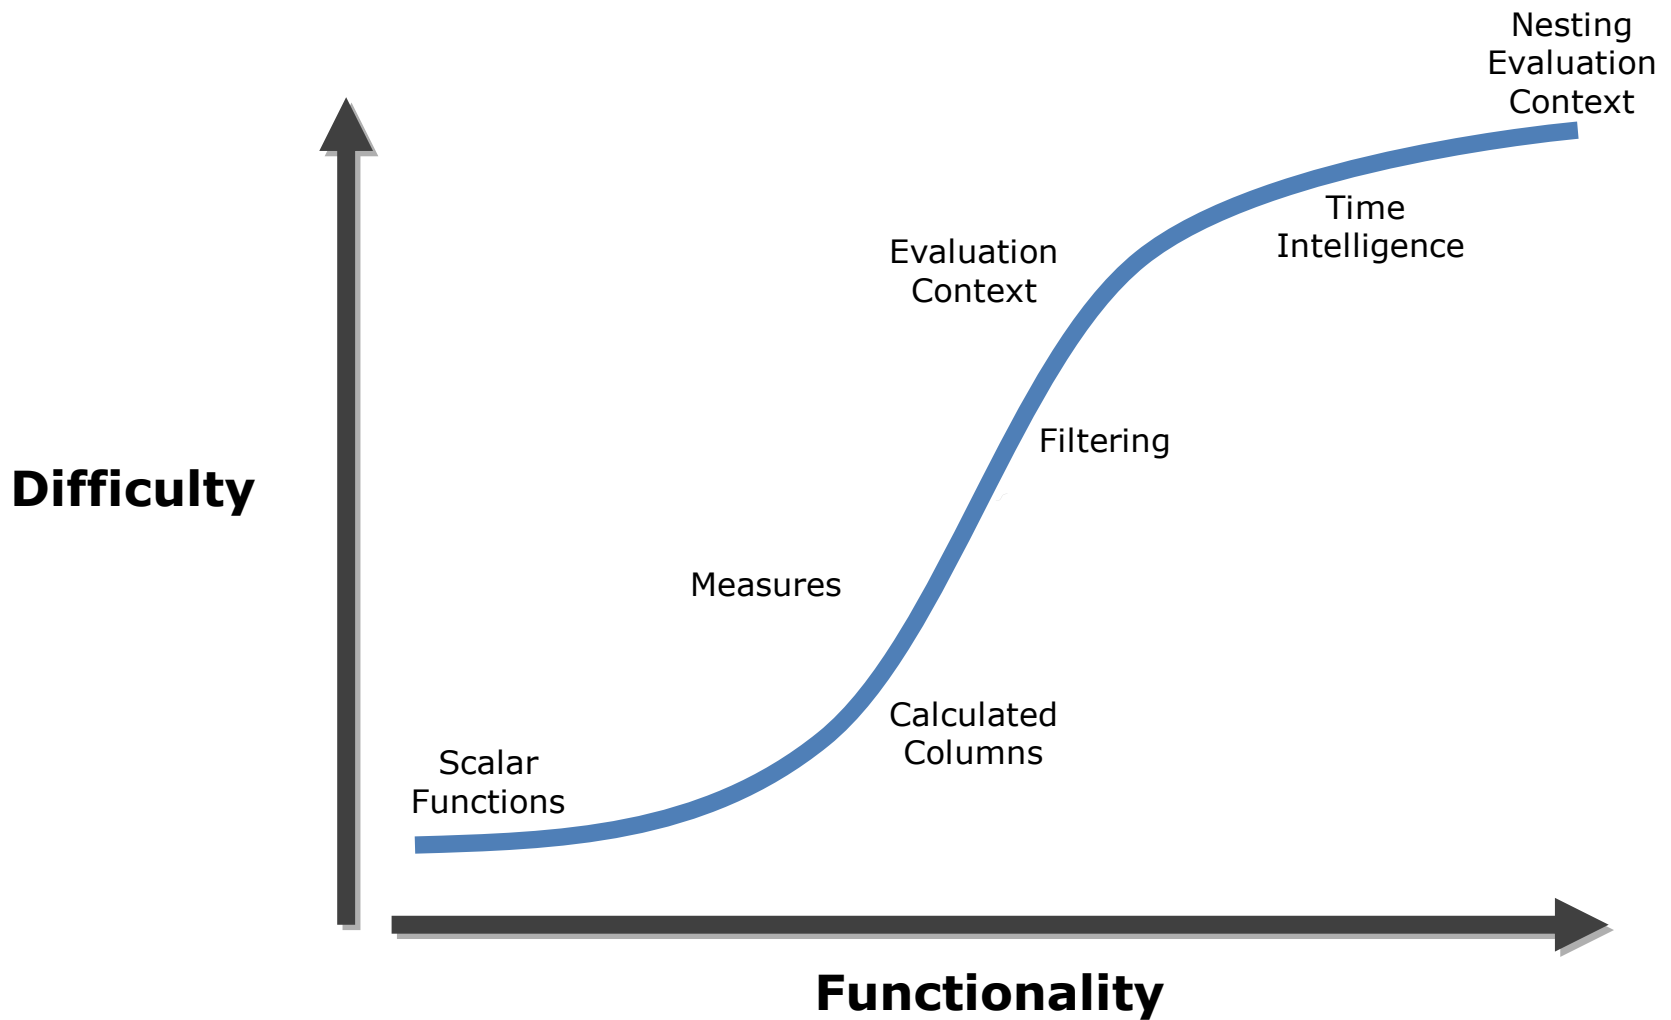 Nesting
Evaluation
Context
Time
Intelligence
Evaluation
Context
Filtering
Difficulty
Measures
Calculated
Columns
Scalar
Functions
Functionality